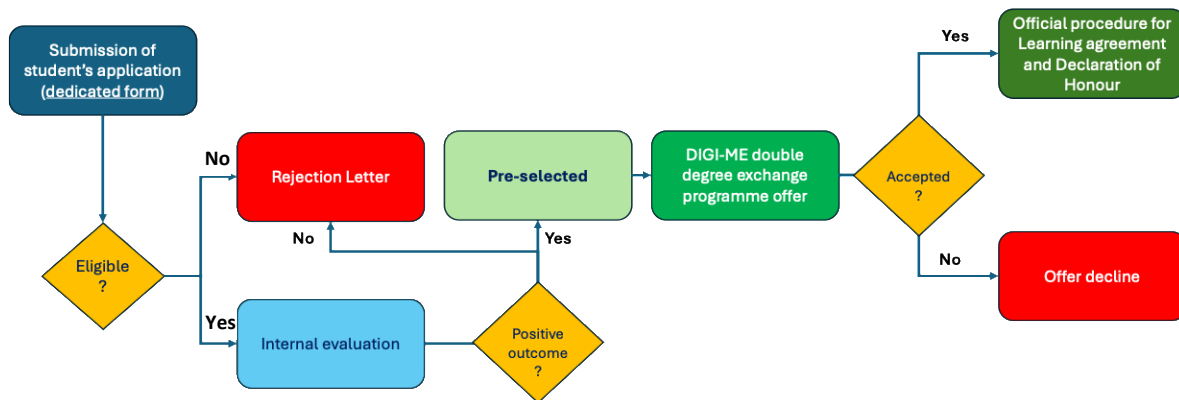 Submission of
student's application
(dedicated form)
Eligible
?
No
Yes
Rejection Letter
Internal evaluation
No
Positive
outcome
?
Yes
Pre-selected
DIGI-ME double
degree exchange
programme offer
Accepted
?
Yes
Official procedure for
Learning agreement
and Declaration of
Honour
No
Offer decline